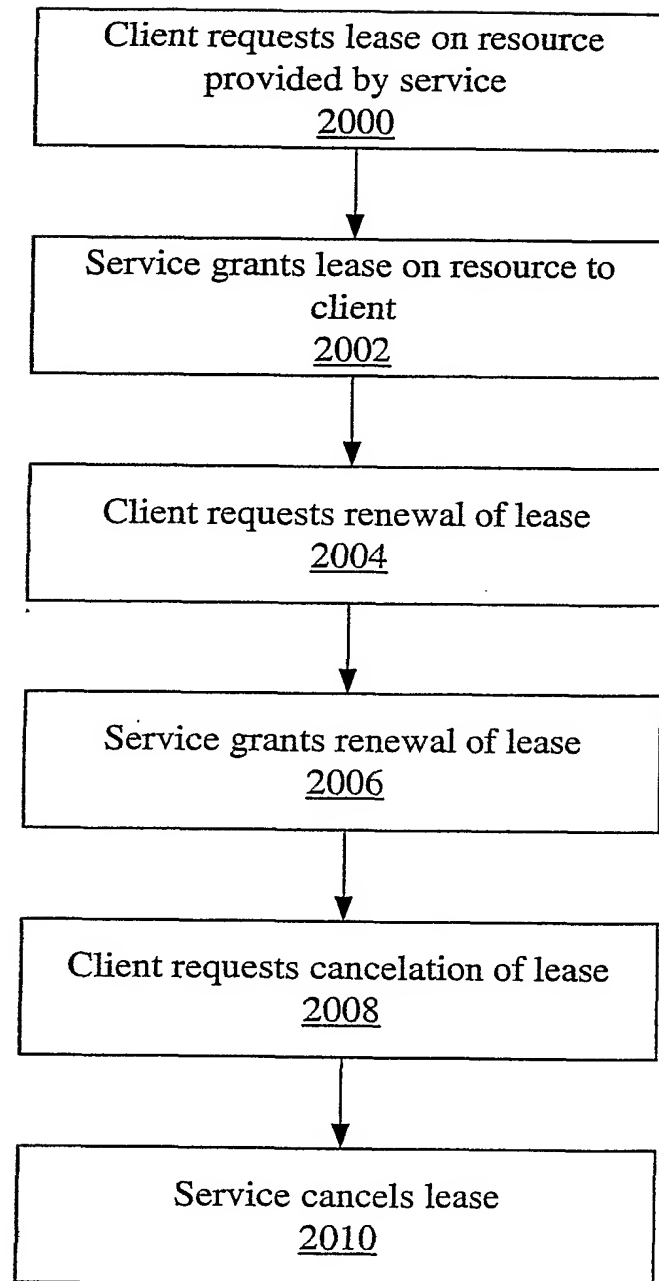 Client requests lease on resource
provided by service
2000
Service grants lease on resource to
client
2002
Client requests renewal of lease
2004
Service grants renewal of lease
2006
Client requests cancelation of lease
2008
Service cancels lease
2010